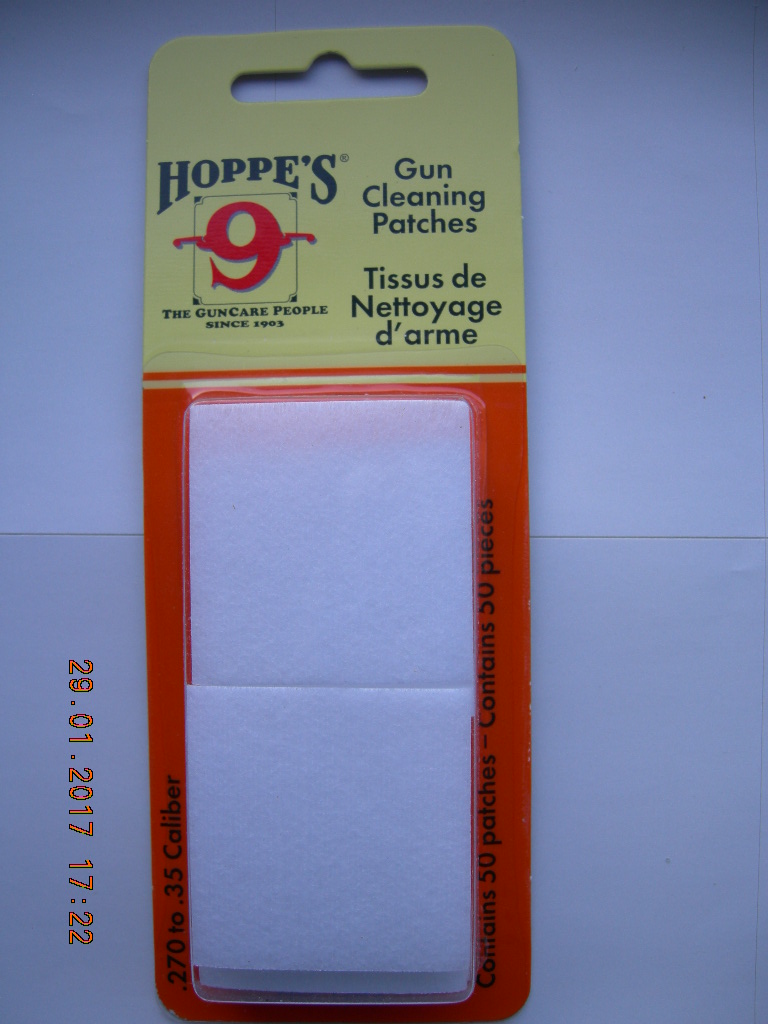 HOPPE'S®
9
THE GUNCARE PEOPLE
SINCE 1903
Gun
Cleaning
Patches
Tissus de
Nettoyage
d'arme
.270 to .35 Caliber
Contains 50 patches – Contains 50 pieces
29.01.2017 17:22